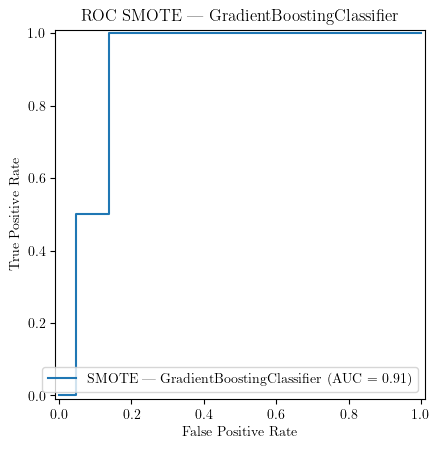 ROC SMOTE — GradientBoostingClassifier
1.0
0.8
0.6
0.4
0.2
0.0
True Positive Rate
SMOTE — GradientBoostingClassifier (AUC = 0.91)
0.0 0.2 0.4 0.6 0.8 1.0
False Positive Rate